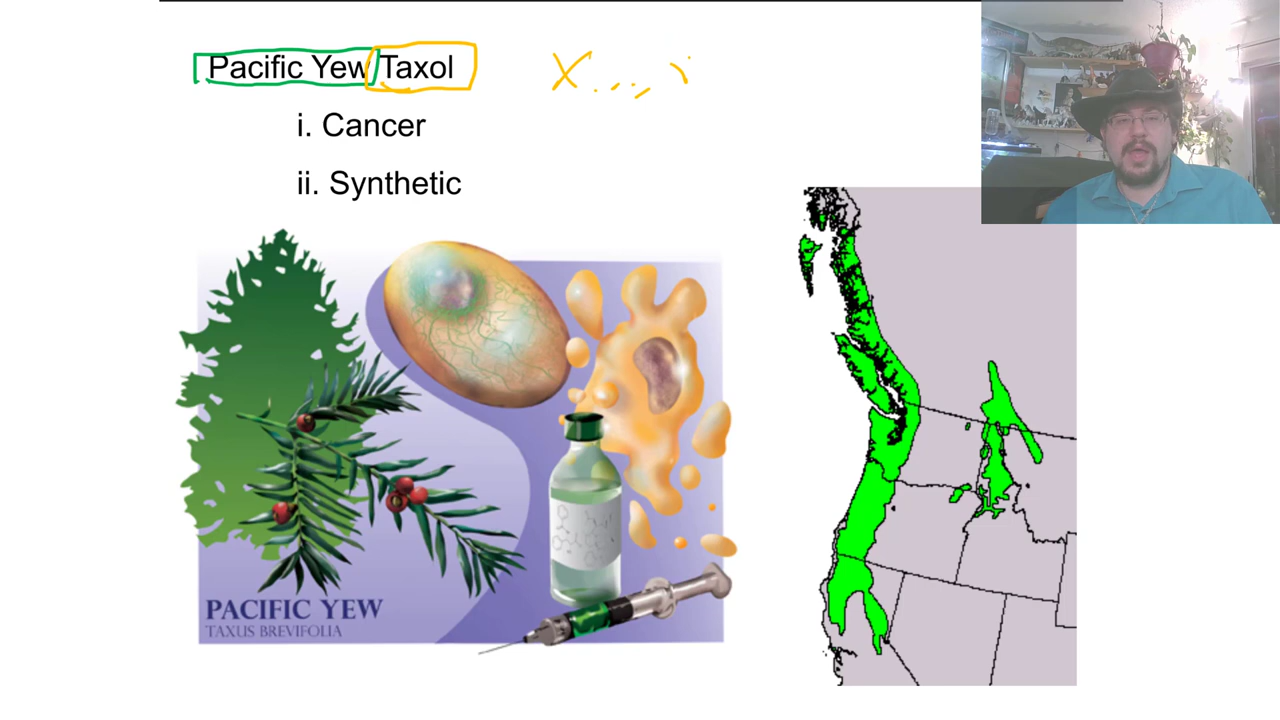 Pacific Yew Taxol
i. Cancer
ii. Synthetic
PACIFIC YEW
TAXUS BREVIFOLIA